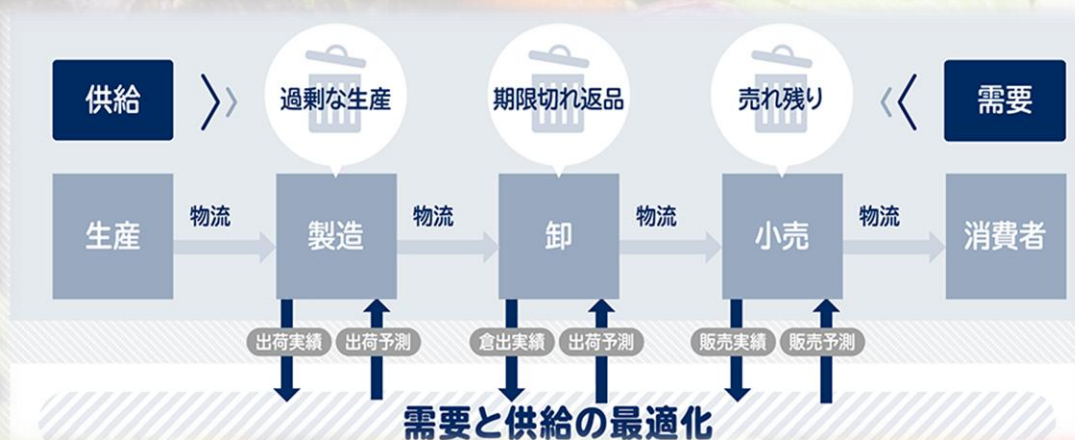 供給
過剰な生産
期限切れ返品
売れ残り
需要
生産
物流
製造
物流
卸
物流
小売
物流
消費者
出荷実績
出荷予測
倉出実績
出荷予測
販売実績
販売予測
需要と供給の最適化